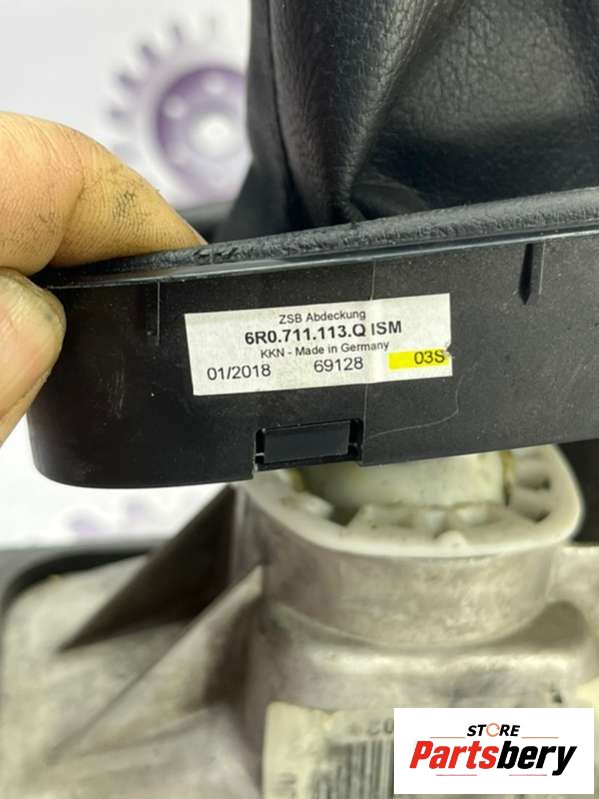 ZSB Abdeckung
6R0.711.113.Q ISM
KKN - Made in Germany
01/2018 69128 03S
STORE
Partsbery